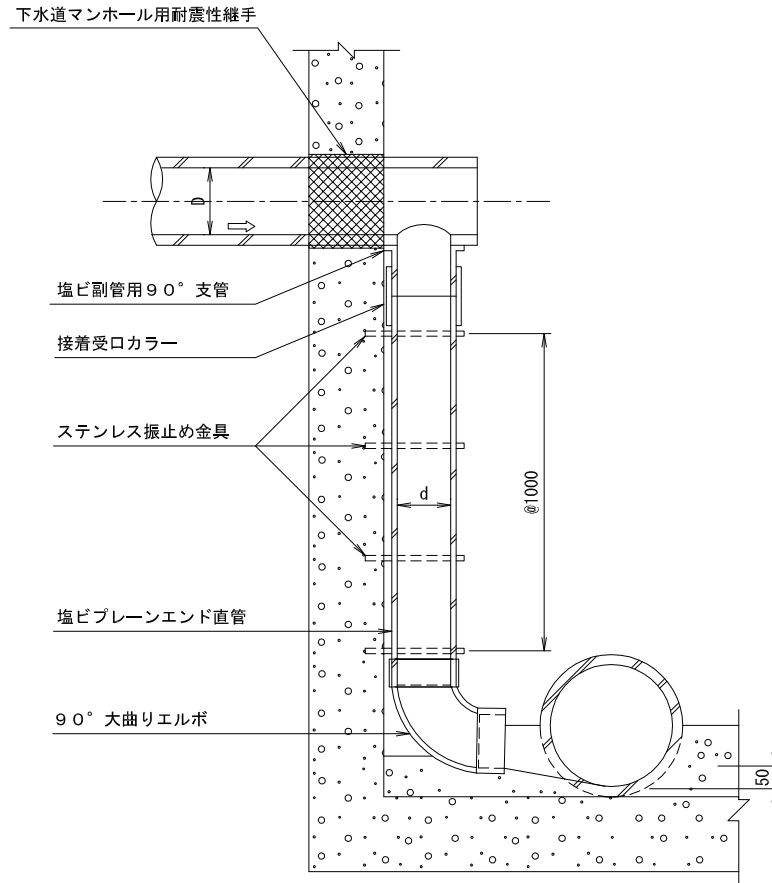 下水道マンホール用耐震性継手
D
塩ビ副管用90°支管
接着受口カラー
ステンレス振止め金具
d
@1000
塩ビプレーンエンド直管
90°大曲りエルボ
50